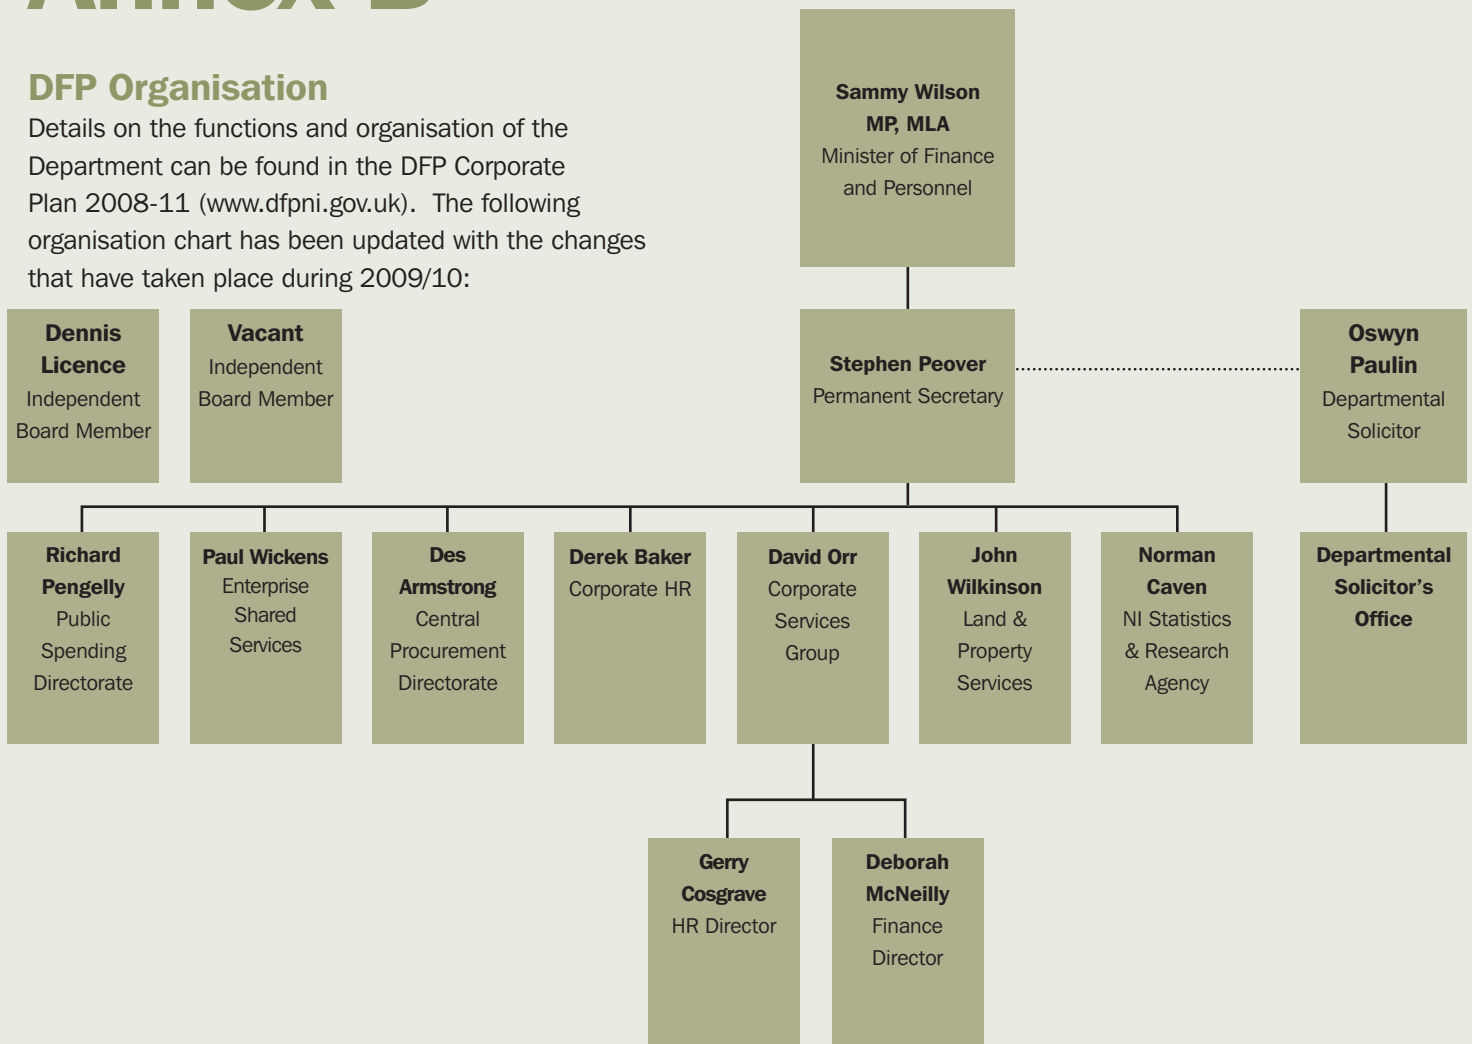 DFP Organisation
Details on the functions and organisation of the
Department can be found in the DFP Corporate
Plan 2008-11 (www.dfpni.gov.uk).  The following
organisation chart has been updated with the changes
that have taken place during 2009/10:
Sammy Wilson
MP, MLA
Minister of Finance
and Personnel
Dennis
Licence
Independent
Board Member
Vacant
Independent
Board Member
Stephen Peover
Permanent Secretary
Oswyn
Paulin
Departmental
Solicitor
Richard
Pengelly
Public
Spending
Directorate
Paul Wickens
Enterprise
Shared
Services
Des
Armstrong
Central
Procurement
Directorate
Derek Baker
Corporate HR
David Orr
Corporate
Services
Group
John
Wilkinson
Land &
Property
Services
Norman
Caven
NI Statistics
& Research
Agency
Departmental
Solicitor's
Office
Gerry
Cosgrave
HR Director
Deborah
McNeilly
Finance
Director